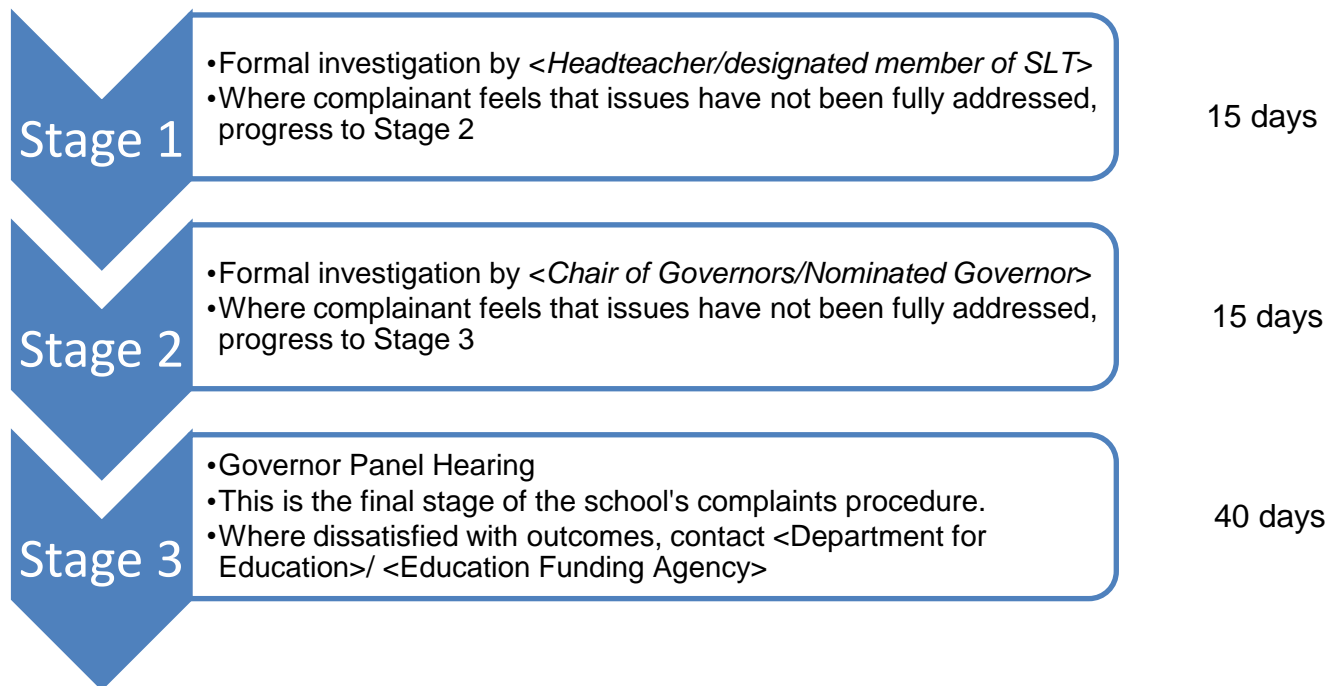 Stage 1
•Formal investigation by <Headteacher/designated member of SLT>
•Where complainant feels that issues have not been fully addressed,
progress to Stage 2
15 days
Stage 2
•Formal investigation by <Chair of Governors/Nominated Governor>
•Where complainant feels that issues have not been fully addressed,
progress to Stage 3
15 days
Stage 3
•Governor Panel Hearing
•This is the final stage of the school's complaints procedure.
•Where dissatisfied with outcomes, contact <Department for
Education>/ <Education Funding Agency>
40 days